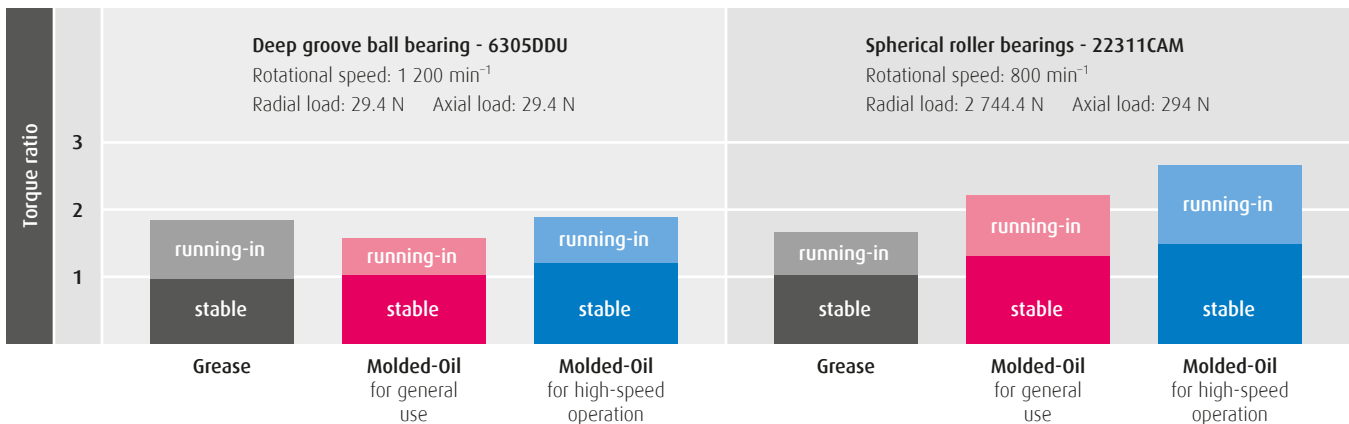 Deep groove ball bearing - 6305DDU
Rotational speed: 1 200 min⁻¹
Radial load: 29.4 N Axial load: 29.4 N
Spherical roller bearings - 22311CAM
Rotational speed: 800 min⁻¹
Radial load: 2 744.4 N Axial load: 294 N
Torque ratio
3
2
1
running-in
stable
running-in
stable
running-in
stable
running-in
stable
running-in
stable
running-in
stable
Grease
Molded-Oil
for general
use
Molded-Oil
for high-speed
operation
Grease
Molded-Oil
for general
use
Molded-Oil
for high-speed
operation